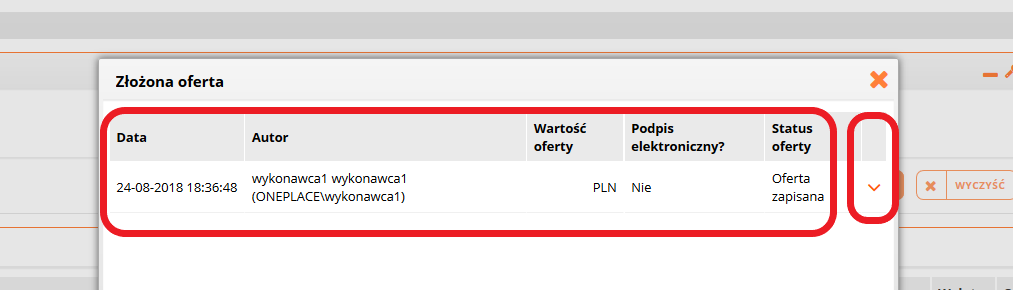 Złożona oferta
Data Autor Wartość oferty Podpis elektroniczny? Status oferty
24-08-2018 18:36:48 wykonawca1 wykonawca1 (ONEPLACE\wykonawca1) PLN Nie Oferta zapisana
WYCZYŚĆ